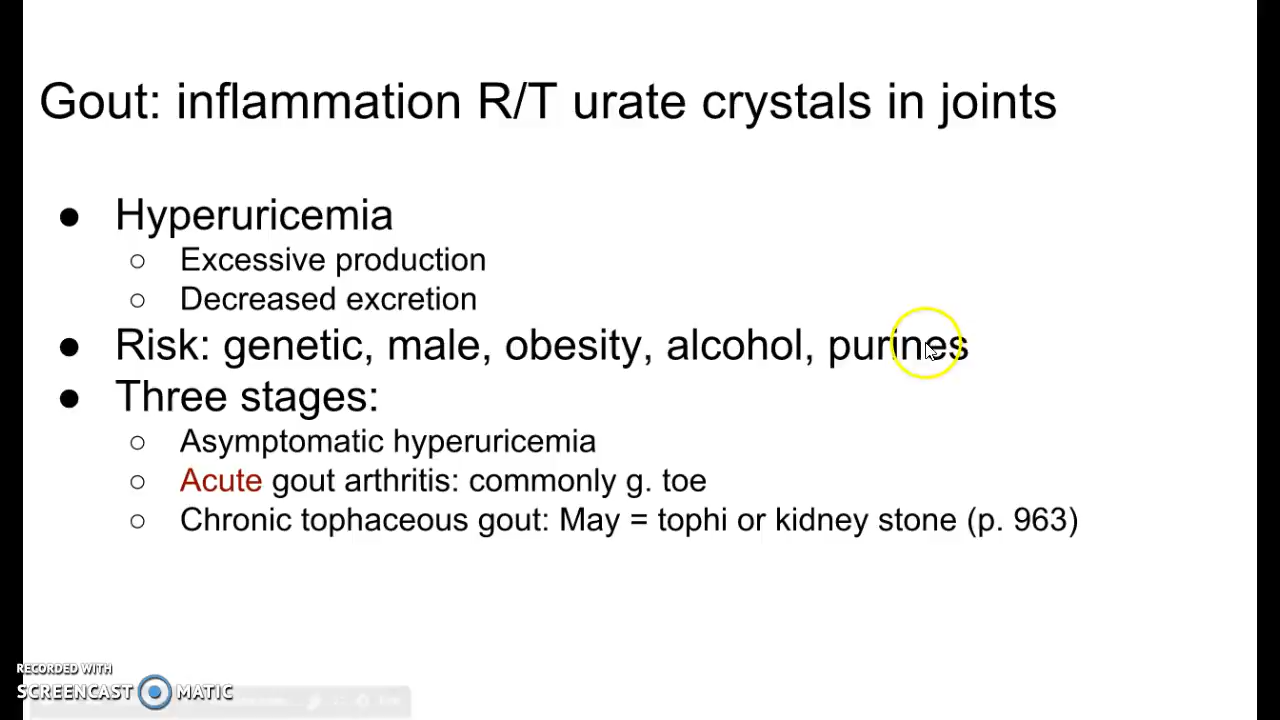 Gout: inflammation R/T urate crystals in joints
● Hyperuricemia
○ Excessive production
○ Decreased excretion
● Risk: genetic, male, obesity, alcohol, purines
● Three stages:
○ Asymptomatic hyperuricemia
○ Acute gout arthritis: commonly g. toe
○ Chronic tophaceous gout: May = tophi or kidney stone (p. 963)
RECORDED WITH
SCREENCAST MATIC